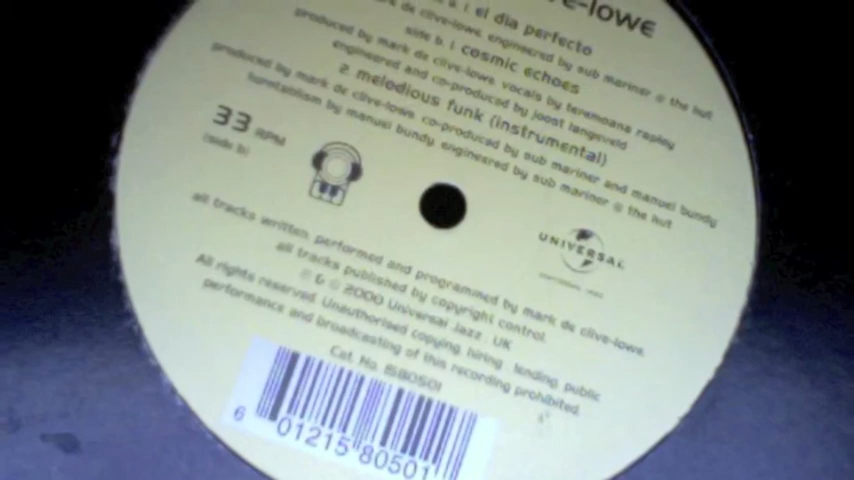 e-lowe
a. 1. el dia perfecto
mark de clive-lowe. engineered by sub mariner @ the hut
side b. 1. cosmic echoes
produced by mark de clive-lowe. vocals by teremoana rapley
engineered and co-produced by joost langeveld
2. melodious funk (instrumental)
produced by mark de clive-lowe. co-produced by sub mariner and manuel bundy
turntablism by manuel bundy. engineered by sub mariner @ the hut
33 RPM
(side b)
UNIVERSAL
all tracks written, performed and programmed by mark de clive-lowe.
all tracks published by copyright control.
℗ & © 2000 Universal Jazz, UK
All rights reserved. Unauthorised copying, hiring, lending, public
performance and broadcasting of this recording prohibited.
Cat. No. 1580501
6 01215 80501